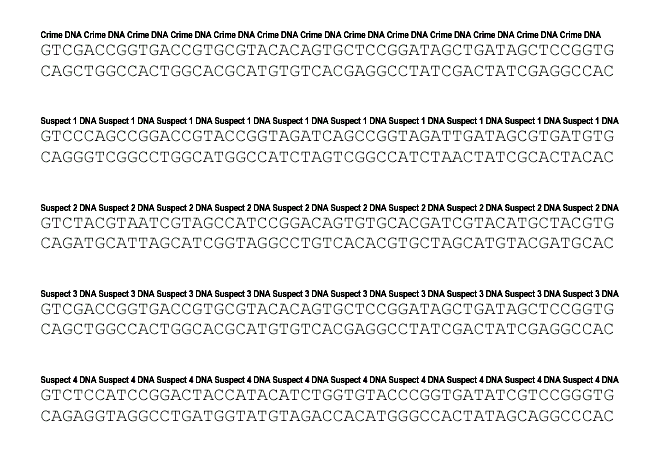 Crime DNA Crime DNA Crime DNA Crime DNA Crime DNA Crime DNA Crime DNA Crime DNA Crime DNA Crime DNA Crime DNA Crime DNA Crime DNA
GTCGACCGGTGACCGTGCGTACACAGTGCTCCGGATAGCTGATAGCTCCGGTG
CAGCTGGCCACTGGCACGCATGTGTCACGAGGCCTATCGACTATCGAGGCCAC
Suspect 1 DNA Suspect 1 DNA Suspect 1 DNA Suspect 1 DNA Suspect 1 DNA Suspect 1 DNA Suspect 1 DNA Suspect 1 DNA Suspect 1 DNA Suspect 1 DNA
GTCCCAGCCGGACCGTACCGGTAGATCAGCCGGTAGATTGATAGCGTGATGTG
CAGGGTCGGCCTGGCATGGCCATCTAGTCGGCCATCTAACTATCGCACTACAC
Suspect 2 DNA Suspect 2 DNA Suspect 2 DNA Suspect 2 DNA Suspect 2 DNA Suspect 2 DNA Suspect 2 DNA Suspect 2 DNA Suspect 2 DNA Suspect 2 DNA
GTCTACGTAATCGTAGCCATCCGGACAGTGTGCACGATCGTACATGCTACGTG
CAGATGCATTAGCATCGGTAGGCCTGTCACACGTGCTAGCATGTACGATGCAC
Suspect 3 DNA Suspect 3 DNA Suspect 3 DNA Suspect 3 DNA Suspect 3 DNA Suspect 3 DNA Suspect 3 DNA Suspect 3 DNA Suspect 3 DNA Suspect 3 DNA
GTCGACCGGTGACCGTGCGTACACAGTGCTCCGGATAGCTGATAGCTCCGGTG
CAGCTGGCCACTGGCACGCATGTGTCACGAGGCCTATCGACTATCGAGGCCAC
Suspect 4 DNA Suspect 4 DNA Suspect 4 DNA Suspect 4 DNA Suspect 4 DNA Suspect 4 DNA Suspect 4 DNA Suspect 4 DNA Suspect 4 DNA Suspect 4 DNA
GTCTCCATCCGGACTACCATACATCTGGTGTACCCGGTGATATCGTCCGGGTG
CAGAGGTAGGCCTGATGGTATGTAGACCACATGGGCCACTATAGCAGGCCCAC